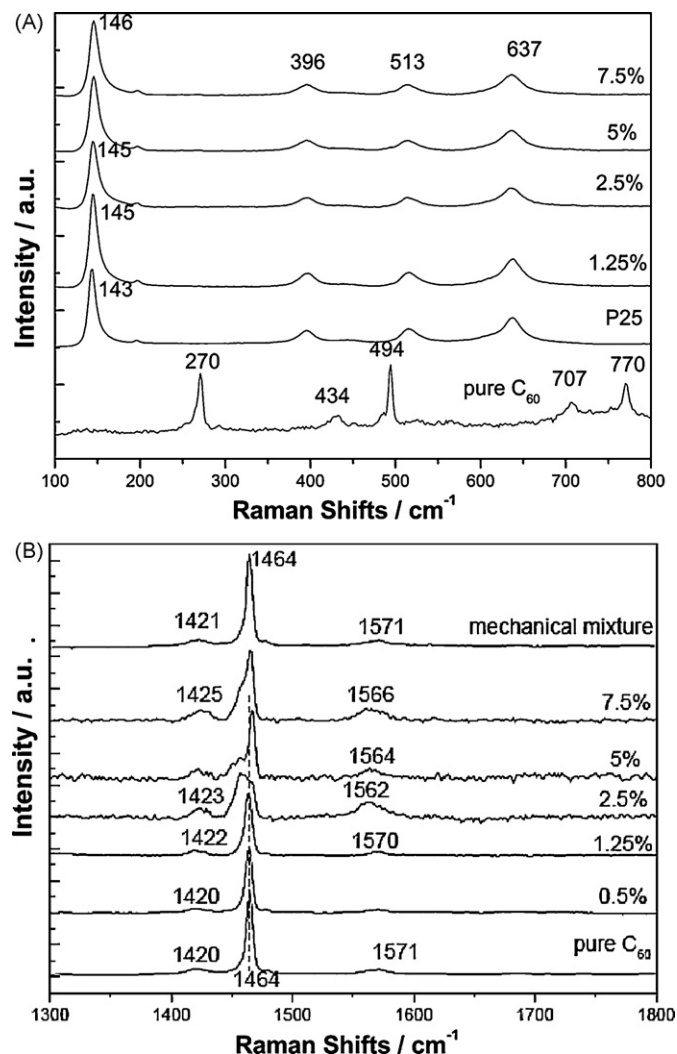 (A)
146
396
513
637
7.5%
5%
145
2.5%
145
1.25%
143
P25
270
434
494
pure C₆₀
707
770
Intensity / a.u.
100 200 300 400 500 600 700 800
Raman Shifts / cm⁻¹
(B)
1464
1421
1571
mechanical mixture
1425
1566
7.5%
1564
5%
1423
1562
2.5%
1422
1570
1.25%
1420
0.5%
1420
1571
pure C₆₀
1464
Intensity / a.u. .
1300 1400 1500 1600 1700 1800
Raman Shifts / cm⁻¹